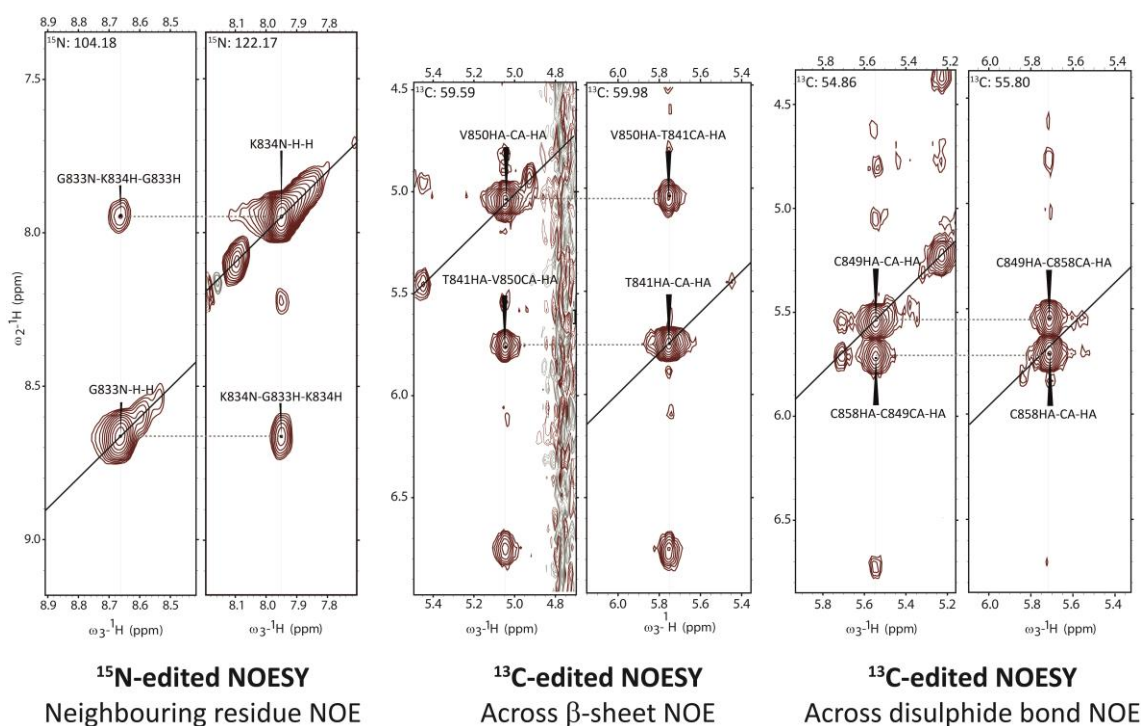 8.9 8.8 8.7 8.6 8.5
8.1 8.0 7.9 7.8
¹⁵N: 104.18
¹⁵N: 122.17
7.5
8.0
8.5
9.0
ω₂-¹H (ppm)
K834N-H-H
G833N-K834H-G833H
G833N-H-H
K834N-G833H-K834H
8.9 8.8 8.7 8.6 8.5
8.1 8.0 7.9 7.8
ω₃-¹H (ppm)
ω₃-¹H (ppm)
¹⁵N-edited NOESY
Neighbouring residue NOE
5.4 5.2 5.0 4.8
6.0 5.8 5.6 5.4
4.5
¹³C: 59.59
¹³C: 59.98
5.0
5.5
6.0
6.5
V850HA-CA-HA
V850HA-T841CA-HA
T841HA-V850CA-HA
T841HA-CA-HA
5.4 5.2 5.0 4.8
6.0 5.8 5.6 5.4
ω₃-¹H (ppm)
ω₃-¹H (ppm)
¹³C-edited NOESY
Across β-sheet NOE
5.8 5.6 5.4 5.2
6.0 5.8 5.6 5.4
¹³C: 54.86
¹³C: 55.80
4.5
5.0
5.5
6.0
6.5
C849HA-CA-HA
C849HA-C858CA-HA
C858HA-C849CA-HA
C858HA-CA-HA
5.8 5.6 5.4 5.2
6.0 5.8 5.6 5.4
ω₃-¹H (ppm)
ω₃-¹H (ppm)
¹³C-edited NOESY
Across disulphide bond NOE